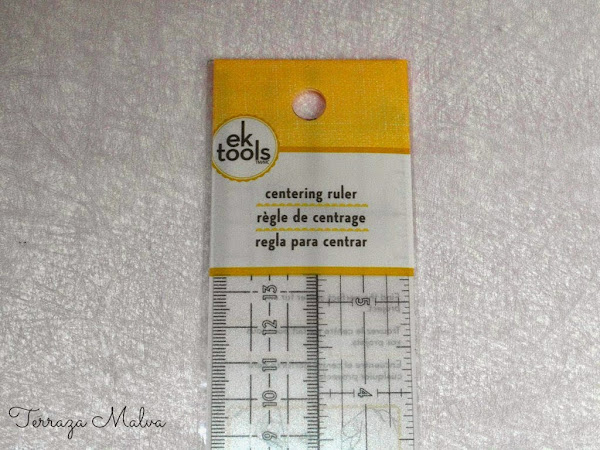 ek
tools
centering ruler
règle de centrage
regla para centrar
13
12
11
10
9
5
4
Terraza Malva